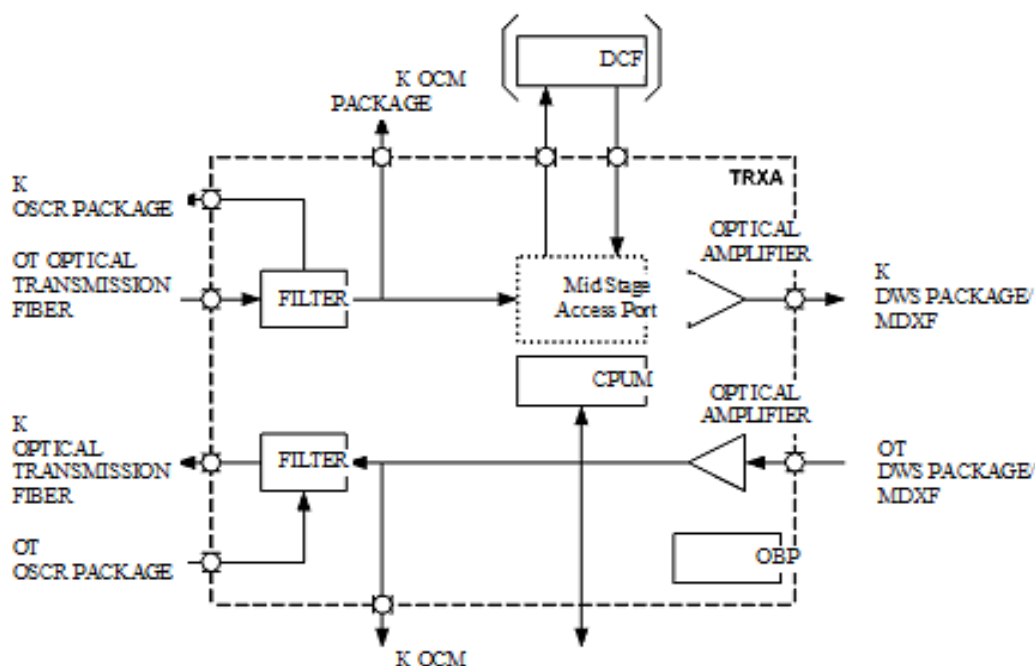 DCF
K OCM
PACKAGE
TRXA
K
OSCR PACKAGE
OT OPTICAL
TRANSMISSION
FIBER
FILTER
Mid Stage
Access Port
OPTICAL
AMPLIFIER
K
DWS PACKAGE/
MDXF
CPUM
OPTICAL
AMPLIFIER
K
OPTICAL
TRANSMISSION
FIBER
FILTER
OT
DWS PACKAGE/
MDXF
OT
OSCR PACKAGE
OBP
K OCM